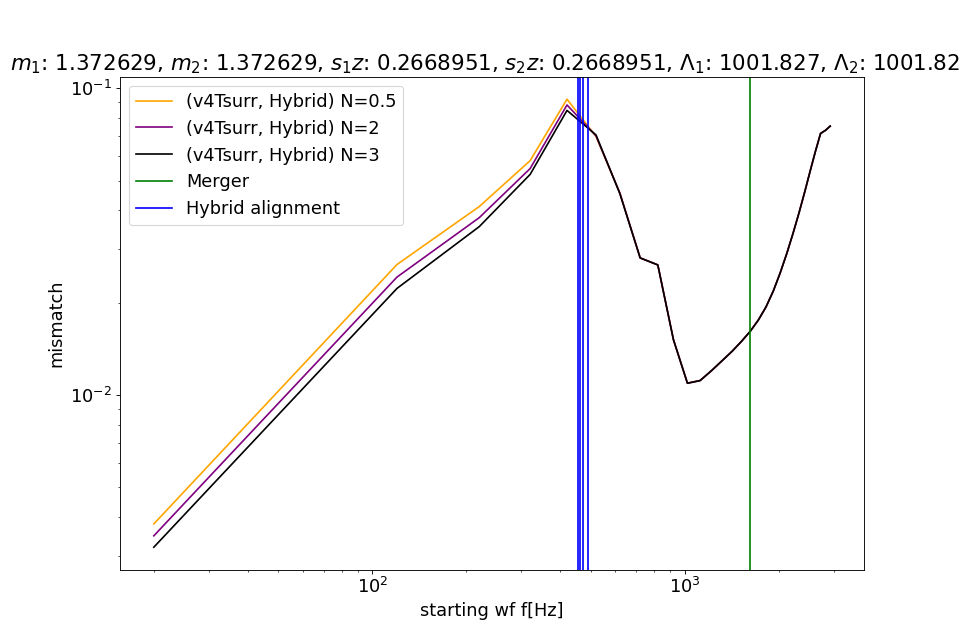 m₁: 1.372629, m₂: 1.372629, s₁z: 0.2668951, s₂z: 0.2668951, Λ₁: 1001.827, Λ₂: 1001.82
10⁻¹
(v4Tsurr, Hybrid) N=0.5
(v4Tsurr, Hybrid) N=2
(v4Tsurr, Hybrid) N=3
Merger
Hybrid alignment
mismatch
10⁻²
10²
10³
starting wf f[Hz]